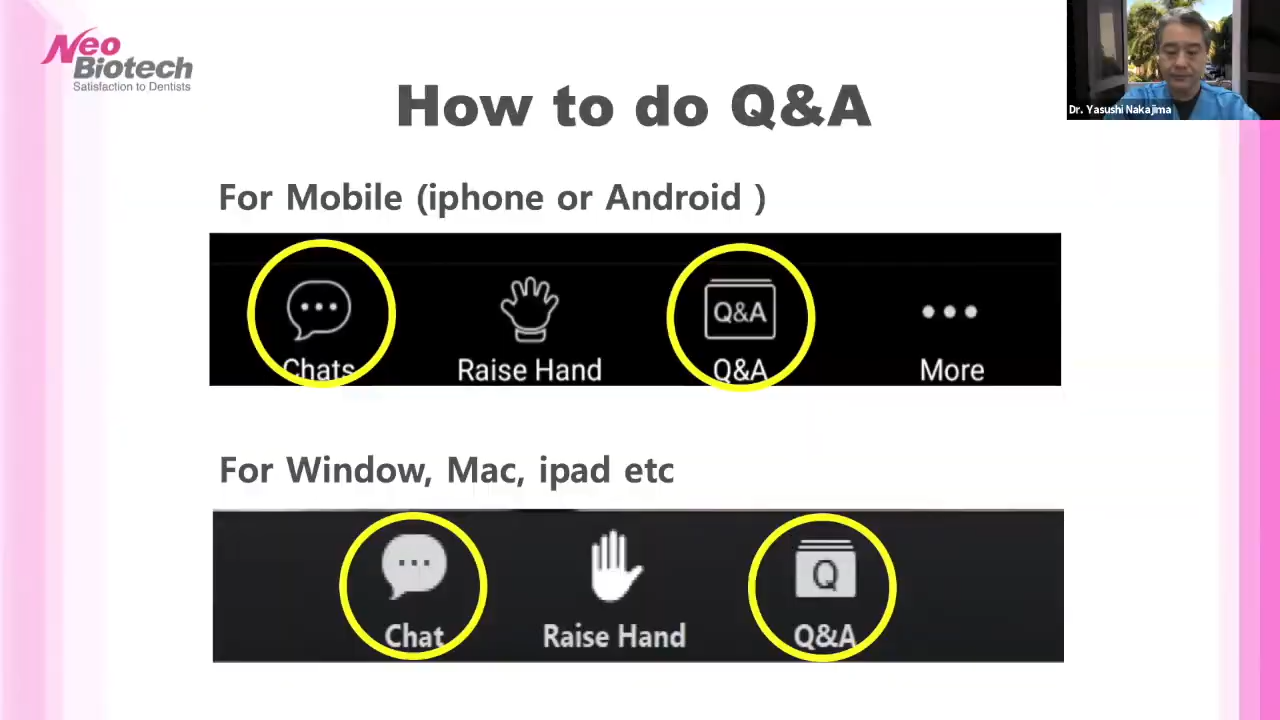 Neo
Biotech
Satisfaction to Dentists
Dr. Yasushi Nakajima
How to do Q&A
For Mobile (iphone or Android )
Q&A
Chats
Raise Hand
Q&A
More
For Window, Mac, ipad etc
Q
Chat
Raise Hand
Q&A